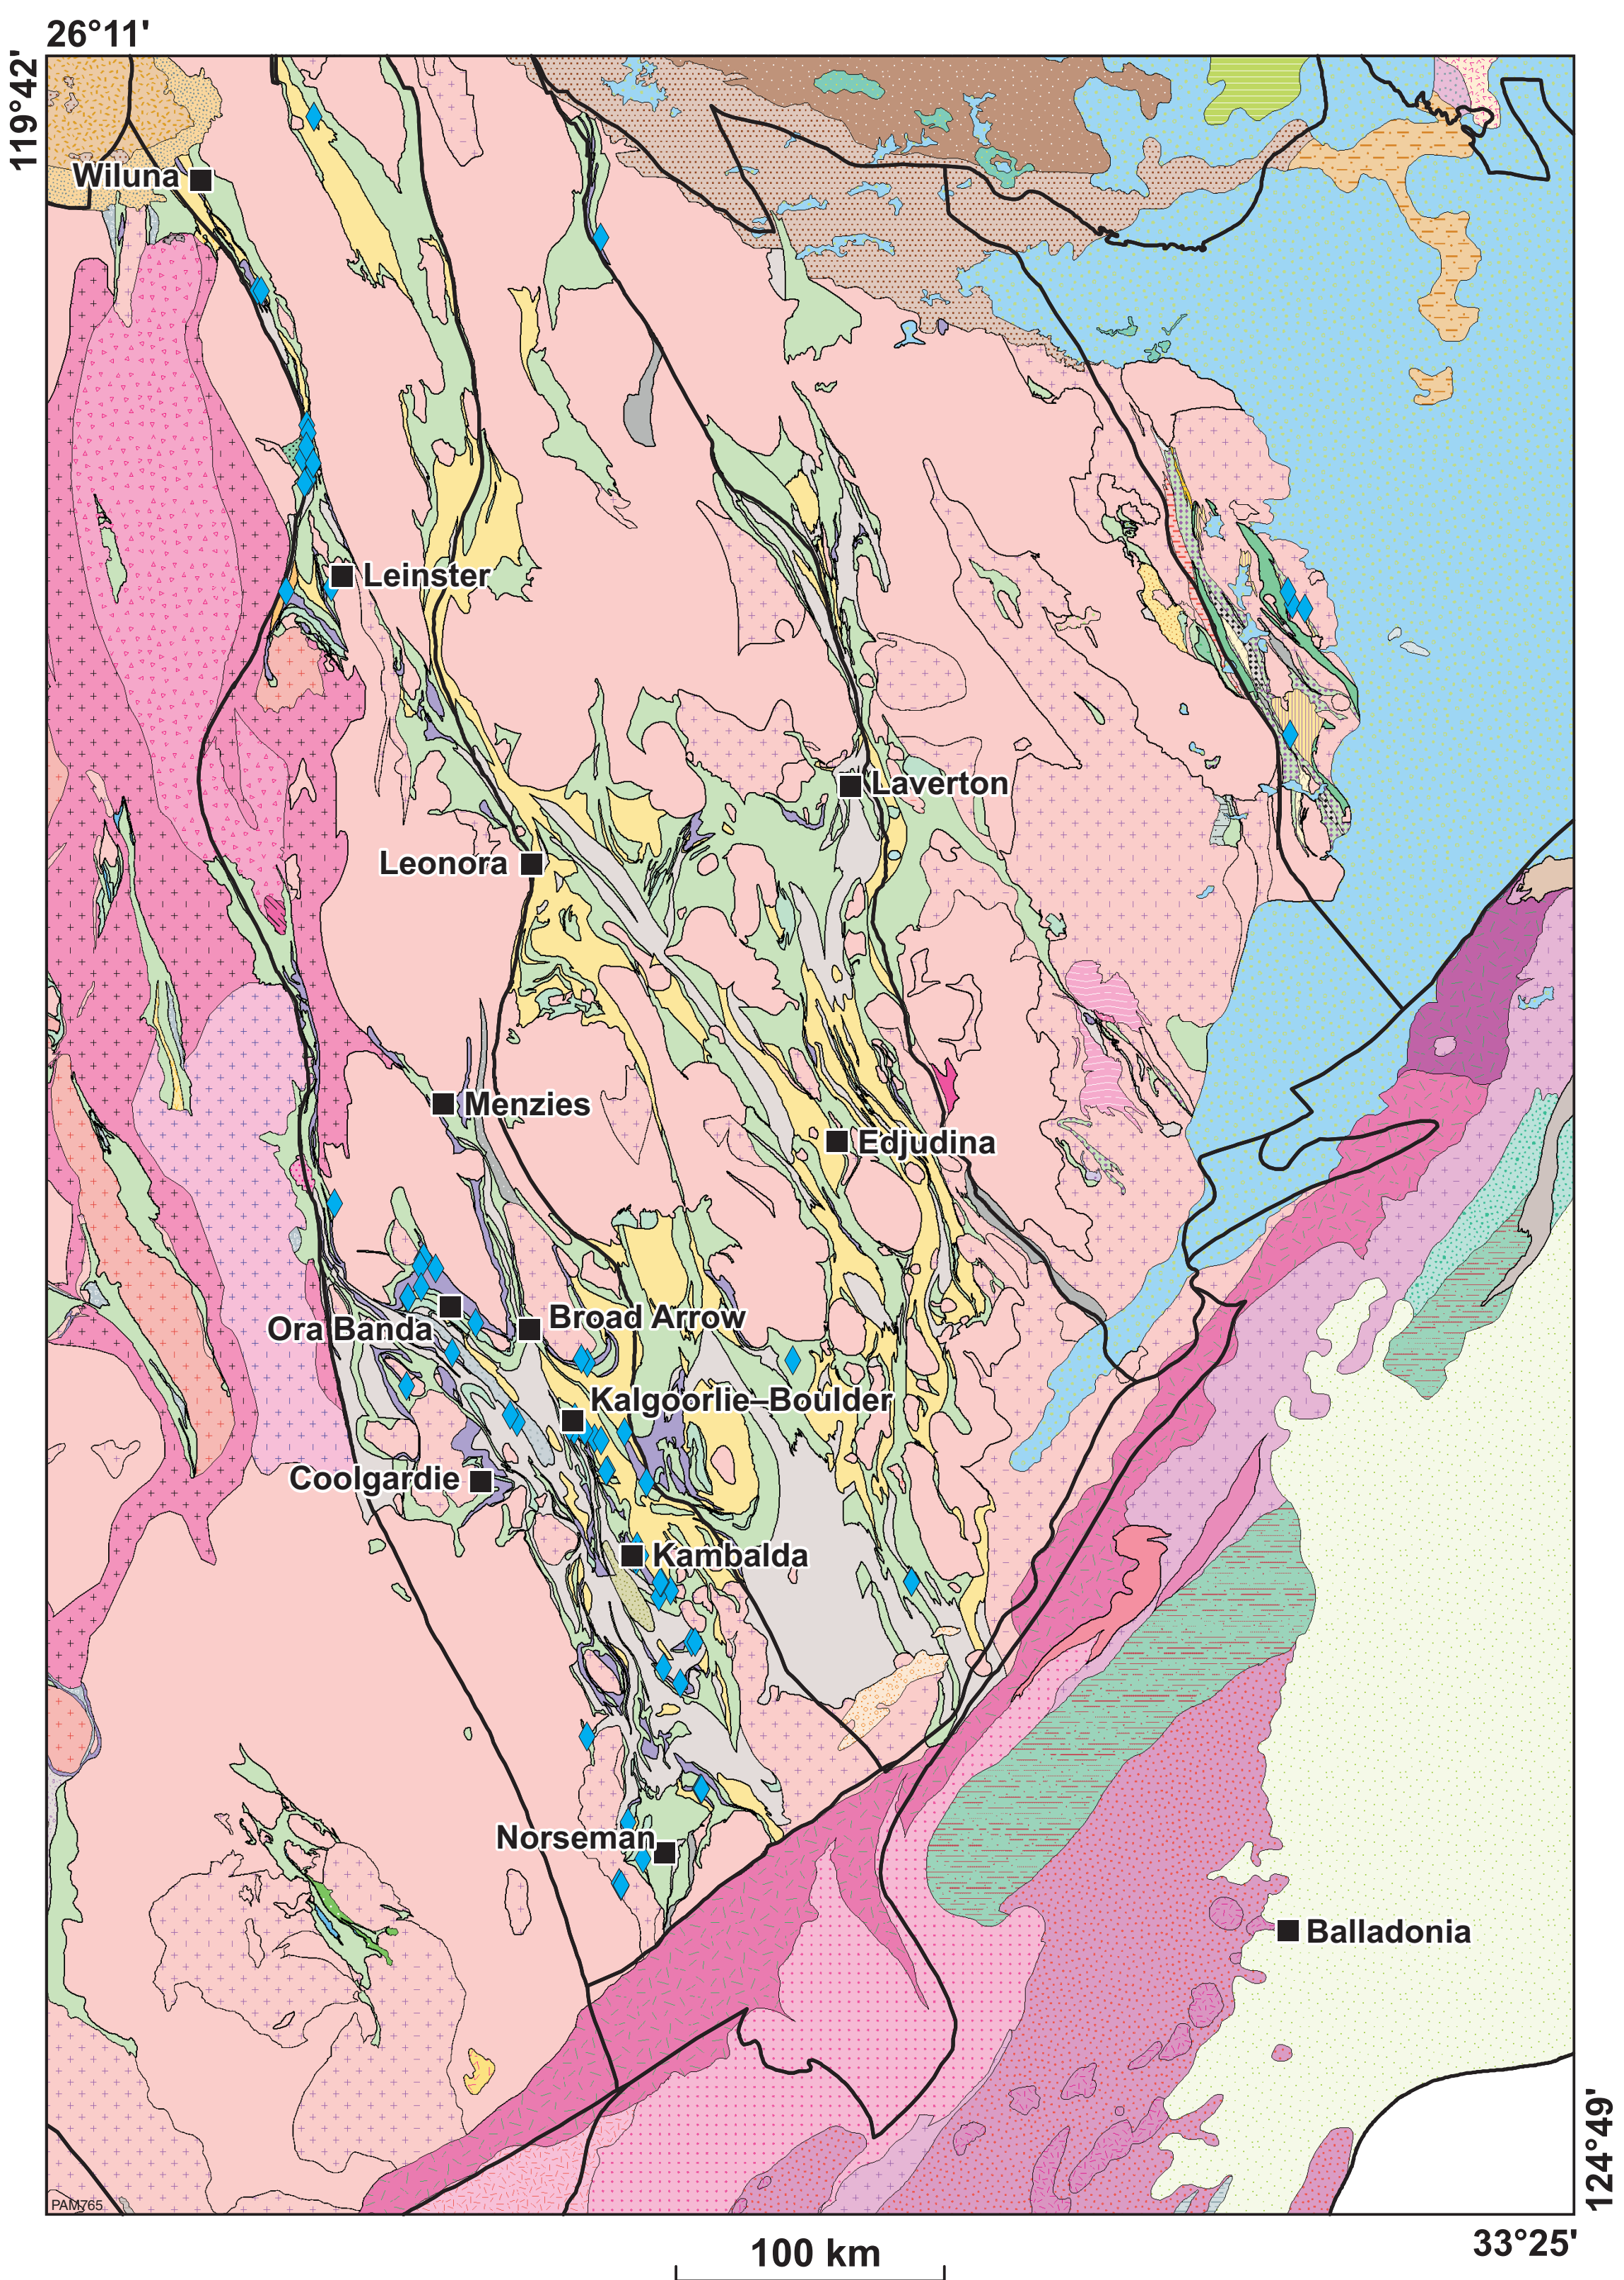 26°11'
119°42'
Wiluna
Leinster
Laverton
Leonora
Menzies
Edjudina
Broad Arrow
Ora Banda
Kalgoorlie–Boulder
Coolgardie
Kambalda
Norseman
Balladonia
124°49'
PAM765
33°25'
100 km